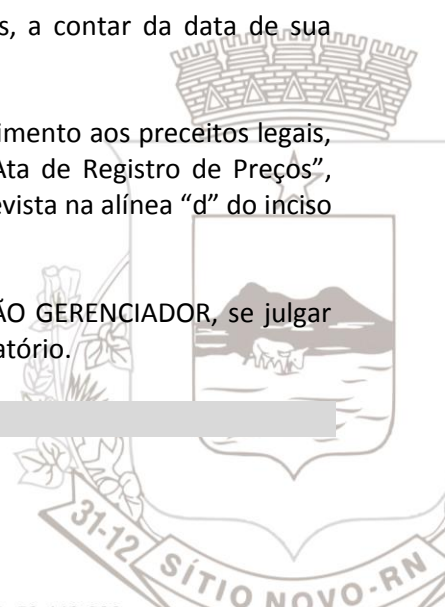 s, a contar da data de sua
imento aos preceitos legais,
Ata de Registro de Preços”,
evista na alínea “d” do inciso
ÃO GERENCIADOR, se julgar
atório.
31-12 SÍTIO NOVO-RN